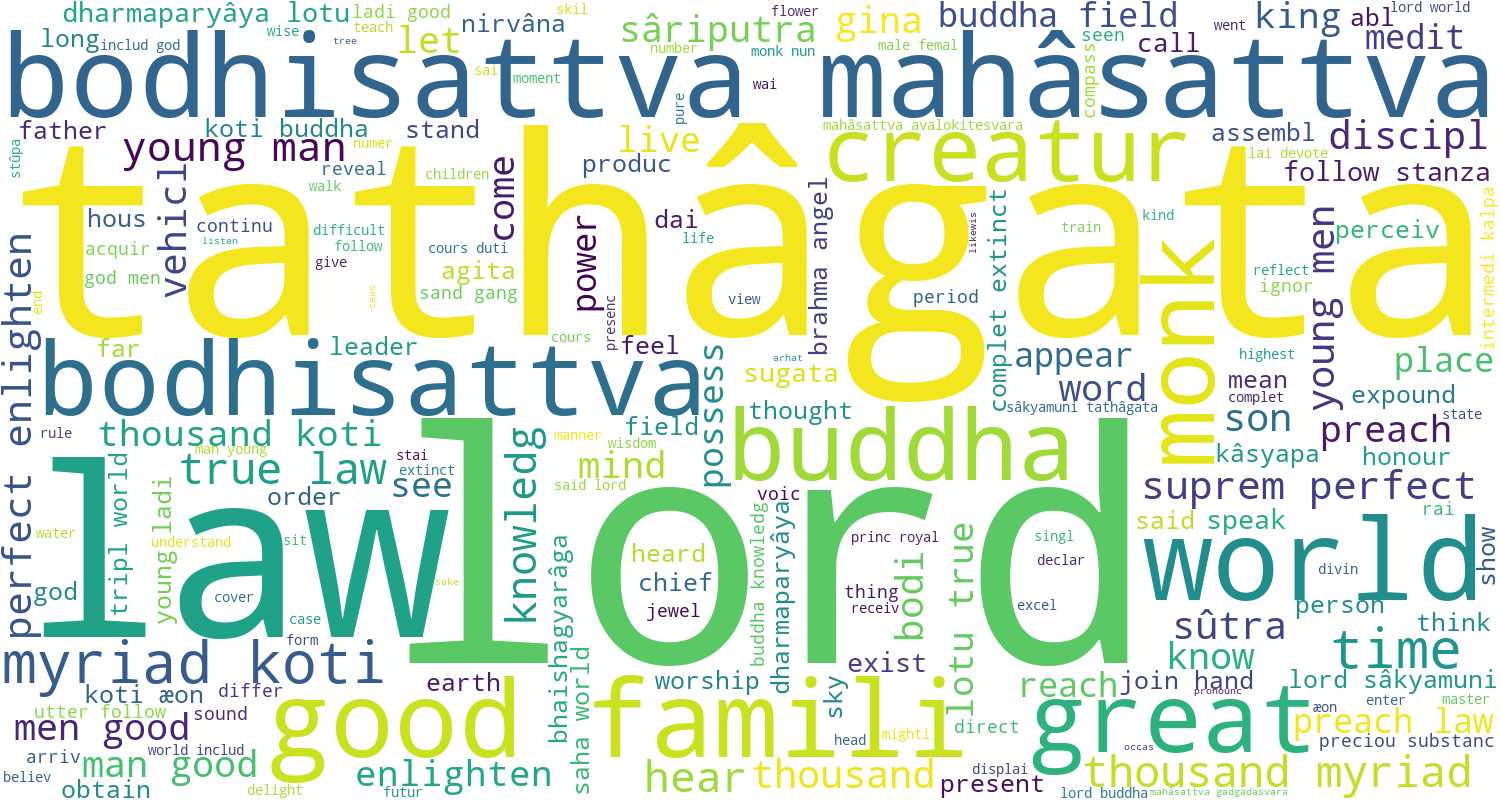 dharmaparyâya lotu
ladi good
skil
teach
wise
tree
long
includ god
let
nirvâna
sâriputra
flower
number
monk nun
gina
male femal
buddha field
went
king
abl
lord world
seen
call
medit
compass
bodhisattva mahâsattva
sai
moment
wai
pure
father
koti buddha
stand
numer
live
mahâsattva avalokitesvara
creatur
assembl
discipl
lai devote
follow stanza
stûpa
young man
reveal
produc
walk
children
tathâgata
vehicl
hous
continu
listen
acquir
god men
difficult
follow
give
come
cours duti
agita
sand gang
power
dai
life
view
brahma angel
period
likewis
complet extinct
train
kind
monk
reflect
ignor
young men
perceiv
intermedi kalpa
end
caus
presenc
cours
feel
far
leader
arhat
sugata
appear
highest
place
perfect enlighten
bodhisattva
possess
thought
word
sâkyamuni tathâgata
mean
complet
expound
state
son
preach
kâsyapa
honour
rule
thousand koti
man young
true law
stai
extinct
see
order
knowledg
manner
wisdom
field
mind
said lord
buddha
voic
suprem perfect
said
speak
rai
water
tripl world
young ladi
understand
sit
law
lord
heard
chief
jewel
buddha knowledg
dharmaparyâya
princ royal
thing
receiv
bodi
lotu true
singl
declar
excel
world
divin
show
god
cover
case
form
sake
bhaishagyarâga
saha world
person
think
sûtra
time
know
exist
myriad koti
koti æon
differ
earth
worship
sky
reach
join hand
pronounc
lord sâkyamuni
utter follow
sound
men good
world includ
arriv
man good
good famili
direct
great
æon
enter
master
preach law
preciou substanc
occas
head
mighti
believ
obtain
delight
enlighten
futur
hear
thousand
present
displai
lord buddha
thousand myriad
mahâsattva gadgadasvara